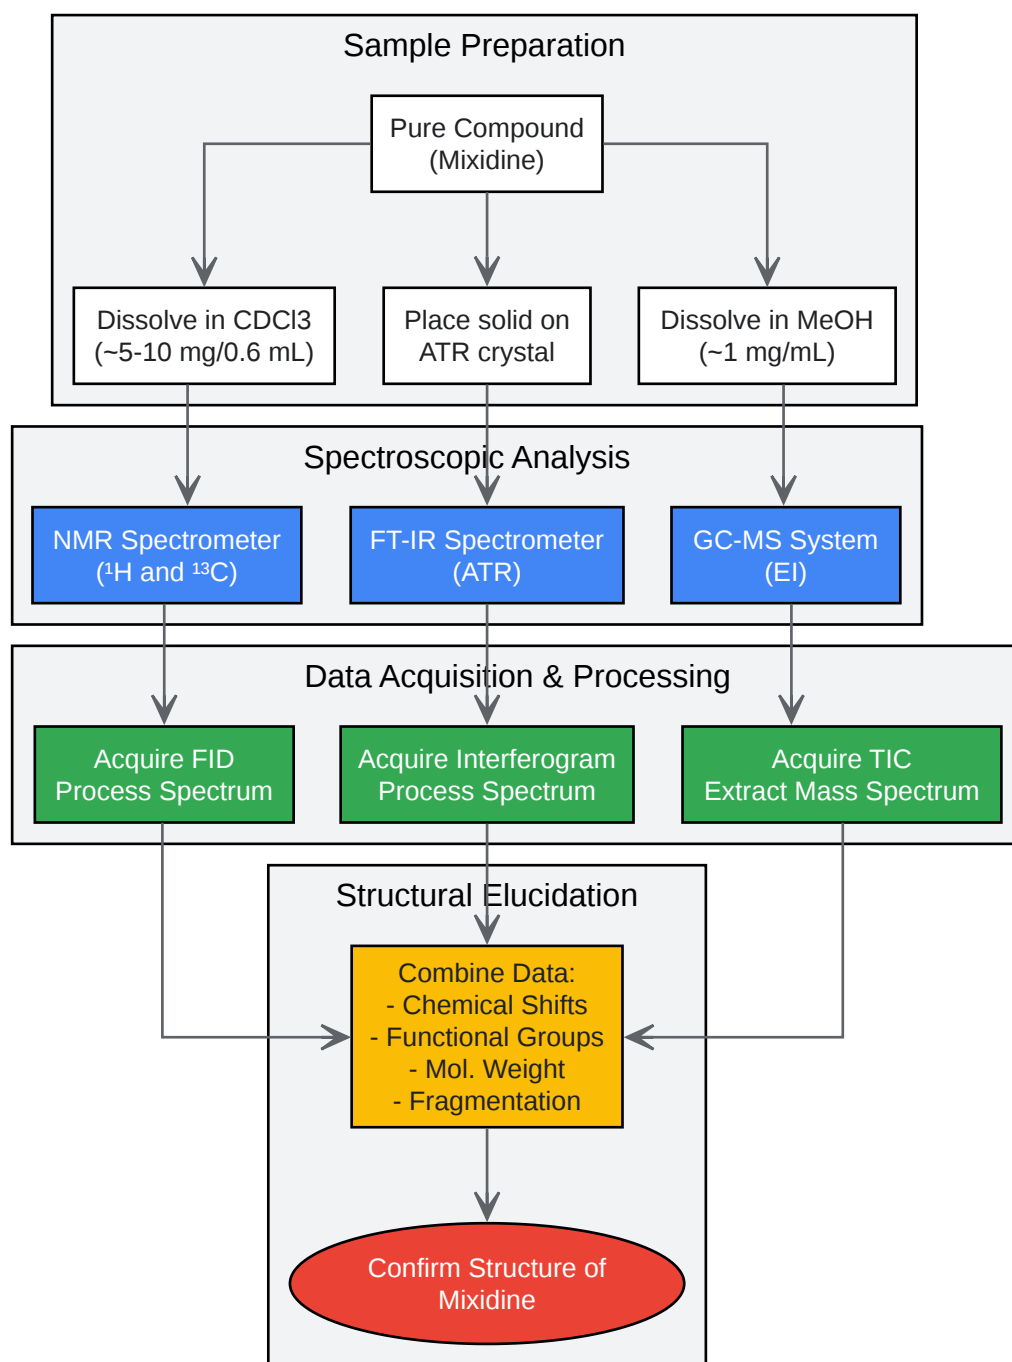 Sample Preparation
Pure Compound
(Mixidine)
Dissolve in CDCl3
(~5-10 mg/0.6 mL)
Place solid on
ATR crystal
Dissolve in MeOH
(~1 mg/mL)
Spectroscopic Analysis
NMR Spectrometer
(¹H and ¹³C)
FT-IR Spectrometer
(ATR)
GC-MS System
(EI)
Data Acquisition & Processing
Acquire FID
Process Spectrum
Acquire Interferogram
Process Spectrum
Acquire TIC
Extract Mass Spectrum
Structural Elucidation
Combine Data:
- Chemical Shifts
- Functional Groups
- Mol. Weight
- Fragmentation
Confirm Structure of
Mixidine